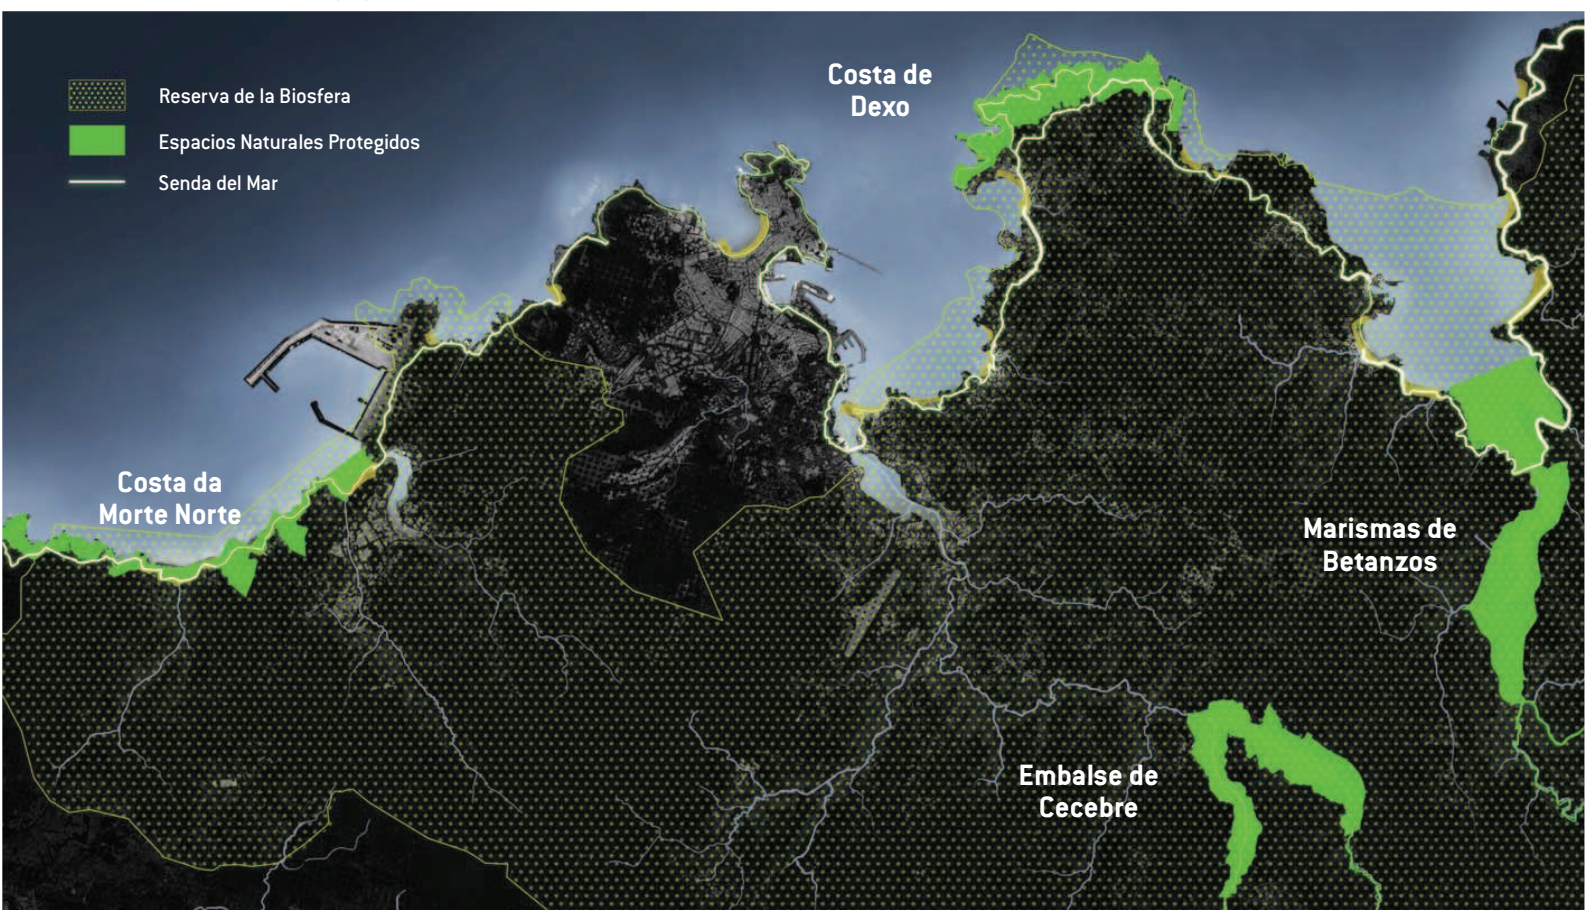 Reserva de la Biosfera
Espacios Naturales Protegidos
Senda del Mar
Costa de
Dexo
Costa da
Morte Norte
Marismas de
Betanzos
Embalse de
Cecebre